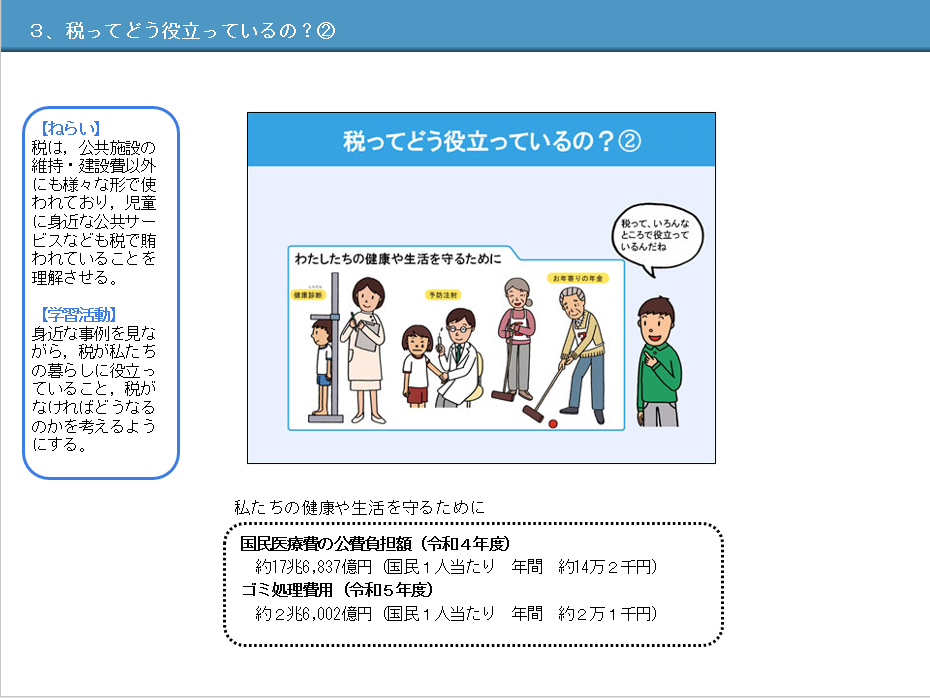 ３、税ってどう役立っているの？②
【ねらい】
税は，公共施設の
維持・建設費以外
にも様々な形で使
われており，児童
に身近な公共サー
ビスなども税で賄
われていることを
理解させる。
【学習活動】
身近な事例を見な
がら，税が私たち
の暮らしに役立っ
ていること，税が
なければどうなる
のかを考えるよう
にする。
税ってどう役立っているの？②
税って、いろんな
ところで役立って
いるんだね
わたしたちの健康や生活を守るために
しんだん
健康診断
予防注射
お年寄りの年金
私たちの健康や生活を守るために
国民医療費の公費負担額（令和４年度）
約17兆6,837億円（国民１人当たり　年間　約14万２千円）
ゴミ処理費用（令和５年度）
約２兆6,002億円（国民１人当たり　年間　約２万１千円）